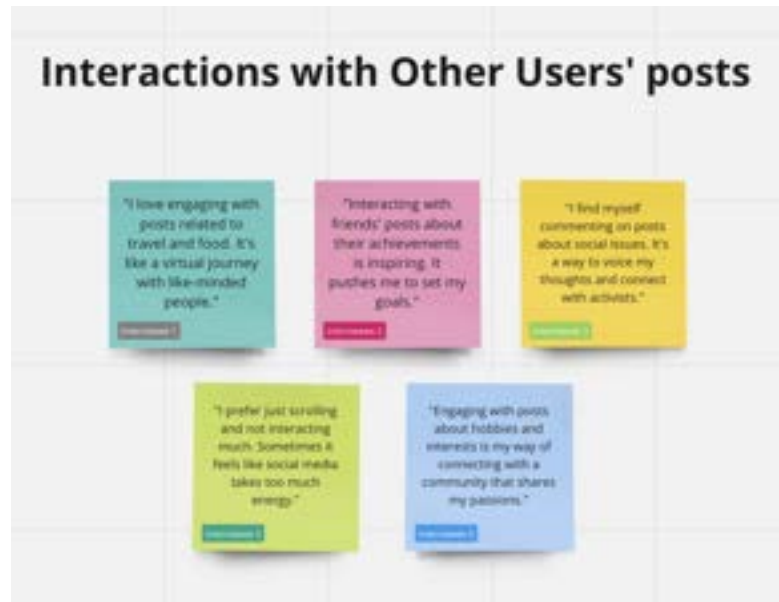 Interactions with Other Users' posts
"I love engaging with
posts related to
travel and food. It's
like a virtual journey
with like-minded
people."
"Interacting with
friends' posts about
their achievements
is inspiring. It
pushes me to set my
goals."
"I find myself
commenting on posts
about social issues. It's
a way to voice my
thoughts and connect
with activists."
"I prefer just scrolling
and not interacting
much. Sometimes it
feels like social media
takes too much
energy."
"Engaging with posts
about hobbies and
interests is my way of
connecting with a
community that shares
my passions."